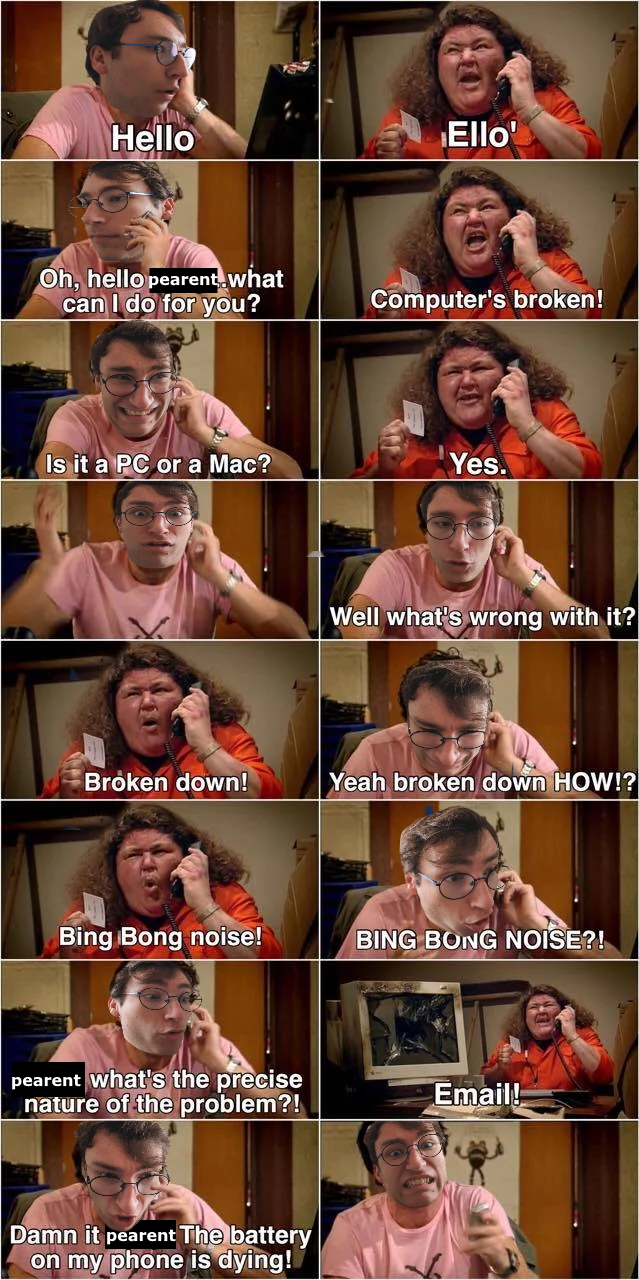 Hello
Ello'
Oh, hello pearent..what
can I do for you?
Computer's broken!
Is it a PC or a Mac?
Yes.
Well what's wrong with it?
Broken down!
Yeah broken down HOW!?
Bing Bong noise!
BING BONG NOISE?!
pearent what's the precise
nature of the problem?!
Email!
Damn it pearent The battery
on my phone is dying!